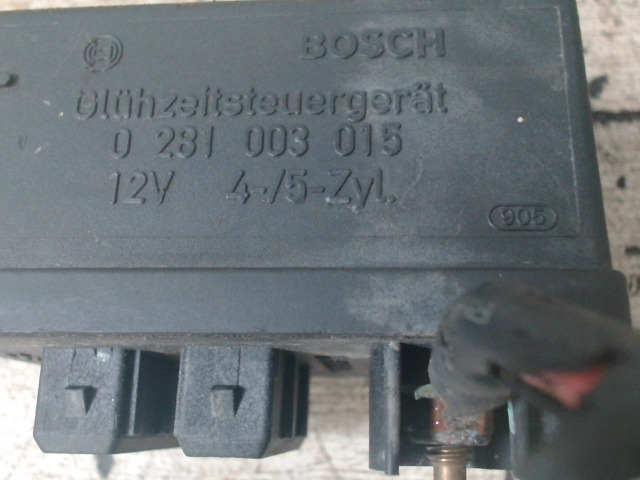 BOSCH
Glühzeitsteuergerät
0 281 003 015
12V 4-/5-Zyl.
905